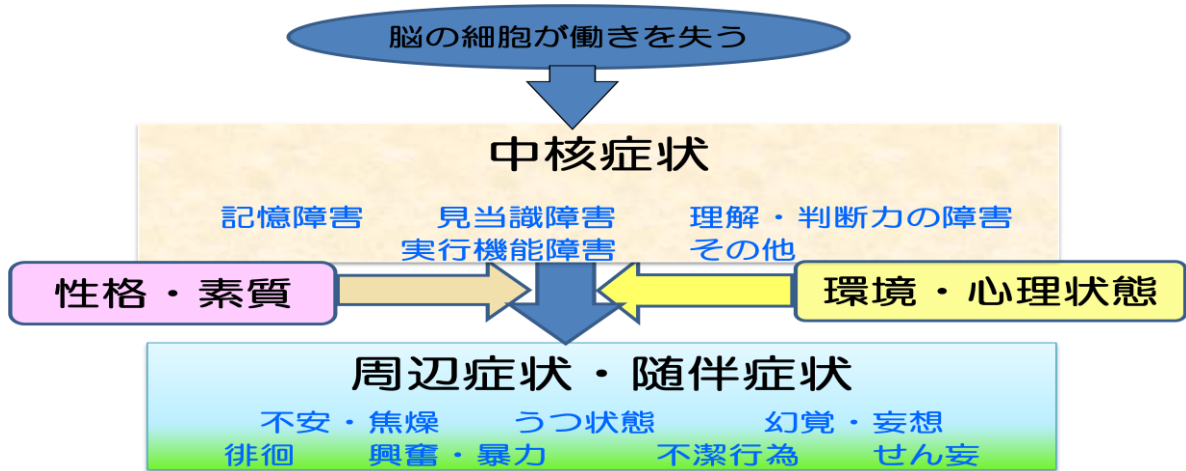 脳の細胞が働きを失う
中核症状
記憶障害 見当識障害 理解・判断力の障害
実行機能障害 その他
性格・素質
環境・心理状態
周辺症状・随伴症状
不安・焦燥 うつ状態 幻覚・妄想
徘徊 興奮・暴力 不潔行為 せん妄